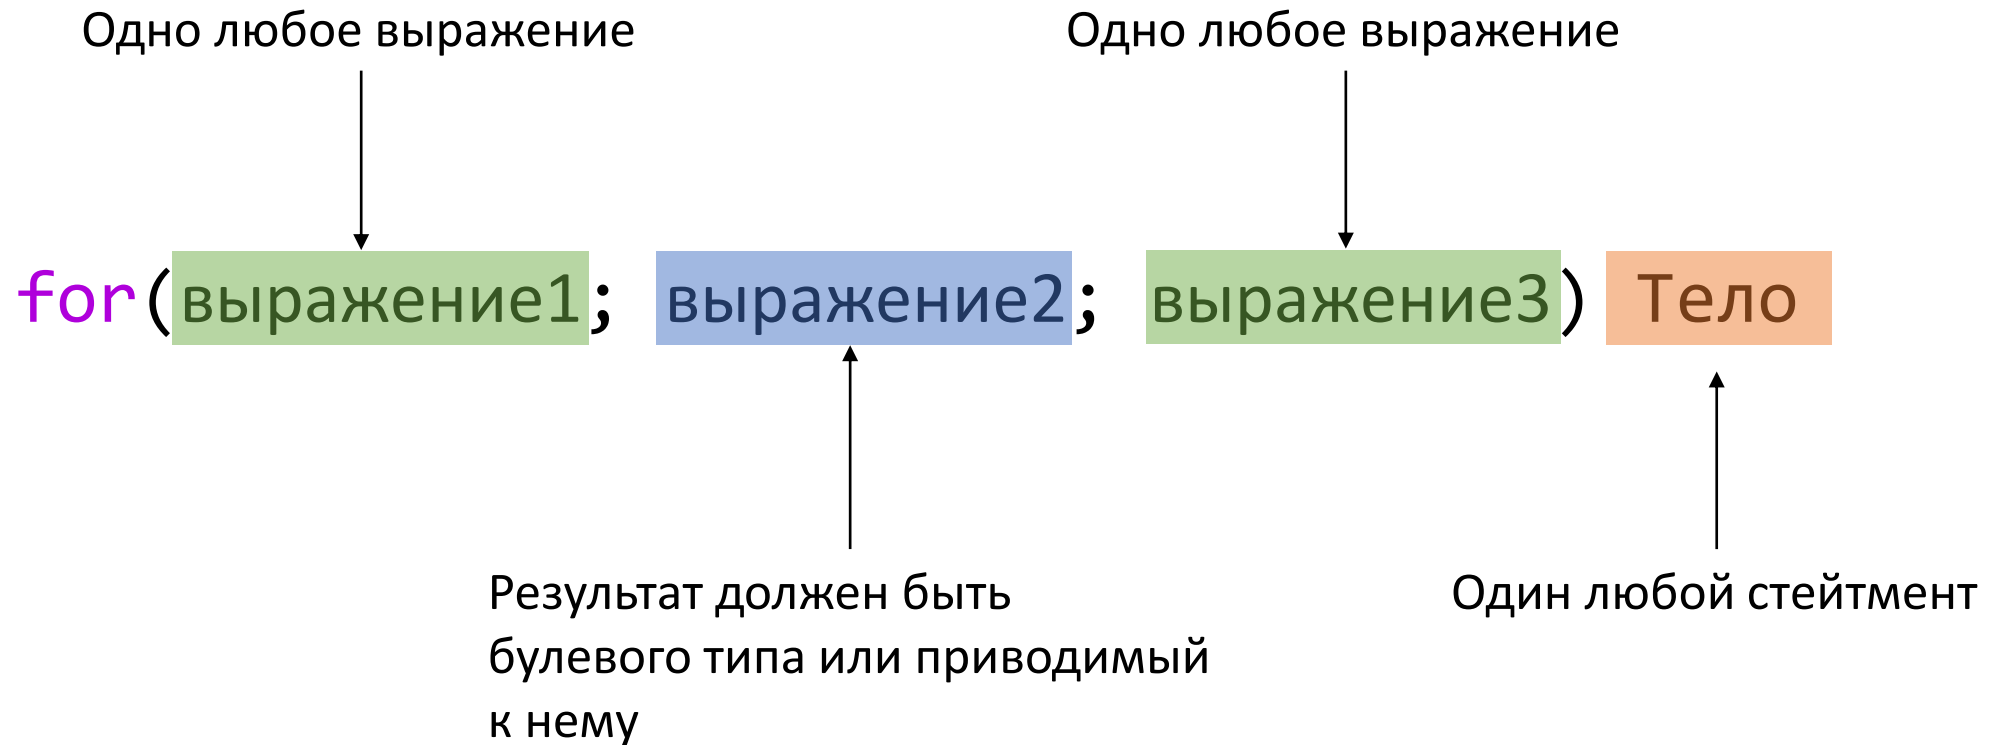 Одно любое выражение
Одно любое выражение
for(выражение1; выражение2; выражение3) Тело
Результат должен быть
булевого типа или приводимый
к нему
Один любой стейтмент